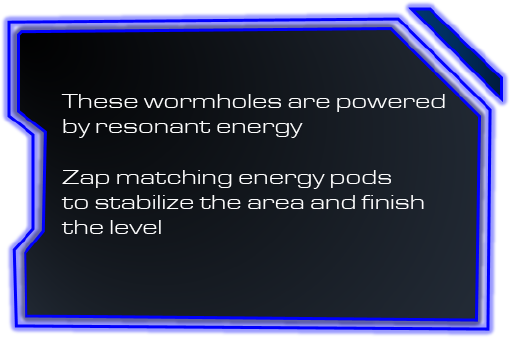 These wormholes are powered
by resonant energy
Zap matching energy pods
to stabilize the area and finish
the level